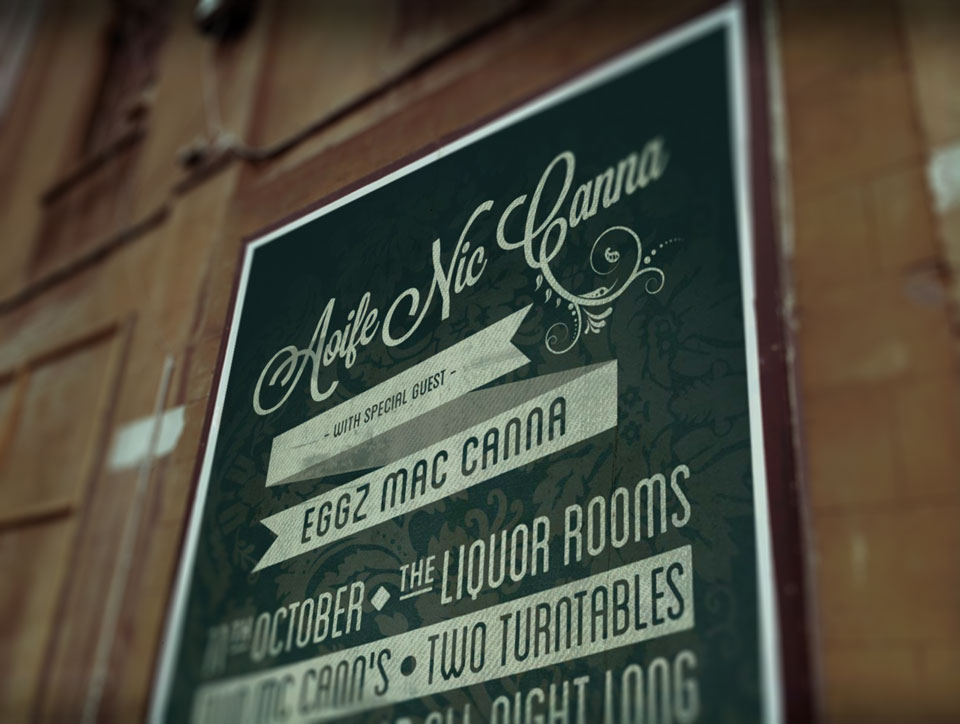 Aoife Nic Canna
- WITH SPECIAL GUEST -
EGGZ MAC CANNA
OCTOBER ◆ THE LIQUOR ROOMS
MC CANN'S • TWO TURNTABLES
ALL NIGHT LONG